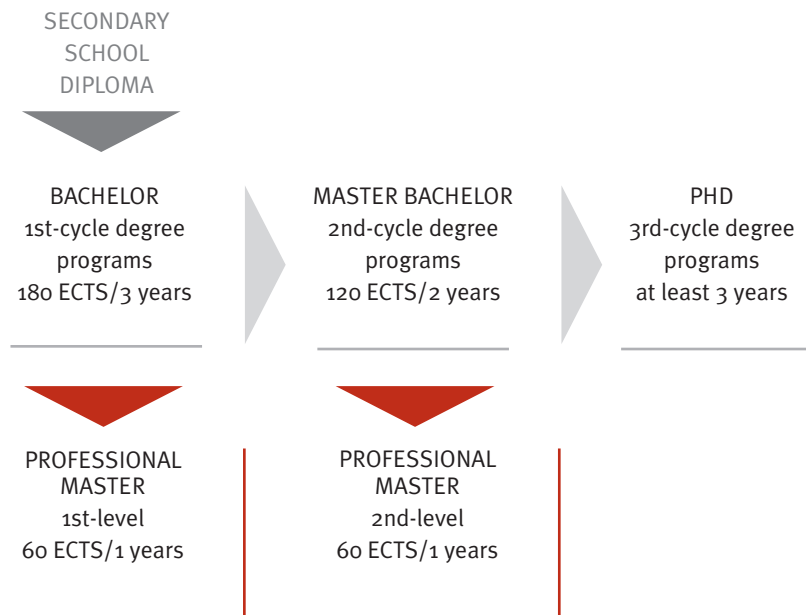 SECONDARY
SCHOOL
DIPLOMA
BACHELOR
1st-cycle degree
programs
180 ECTS/3 years
MASTER BACHELOR
2nd-cycle degree
programs
120 ECTS/2 years
PHD
3rd-cycle degree
programs
at least 3 years
PROFESSIONAL
MASTER
1st-level
60 ECTS/1 years
PROFESSIONAL
MASTER
2nd-level
60 ECTS/1 years